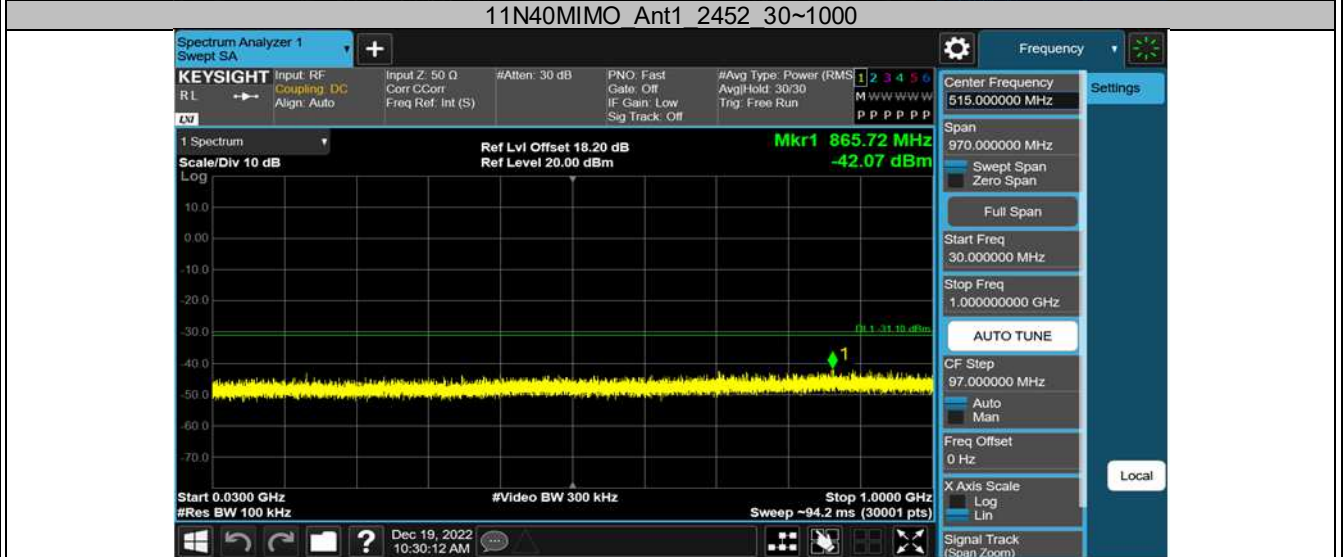 11N40MIMO_Ant1_2452_30~1000
Spectrum Analyzer 1
Swept SA
Frequency
KEYSIGHT
RL
LXI
Input: RF
Coupling: DC
Align: Auto
Input Z: 50 Ω
Corr CCorr
Freq Ref: Int (S)
#Atten: 30 dB
PNO: Fast
Gate: Off
IF Gain: Low
Sig Track: Off
#Avg Type: Power (RMS
Avg|Hold: 30/30
Trig: Free Run
1 2 3 4 5 6
M W W W W W
P P P P P P
1 Spectrum
Scale/Div 10 dB
Log
Ref Lvl Offset 18.20 dB
Ref Level 20.00 dBm
Mkr1 865.72 MHz
-42.07 dBm
10.0
0.00
-10.0
-20.0
-30.0
-40.0
-50.0
-60.0
-70.0
DL1 -31.10 dBm
1
Start 0.0300 GHz
#Res BW 100 kHz
#Video BW 300 kHz
Stop 1.0000 GHz
Sweep ~94.2 ms (30001 pts)
?
Dec 19, 2022
10:30:12 AM
Center Frequency
515.000000 MHz
Settings
Span
970.000000 MHz
Swept Span
Zero Span
Full Span
Start Freq
30.000000 MHz
Stop Freq
1.000000000 GHz
AUTO TUNE
CF Step
97.000000 MHz
Auto
Man
Freq Offset
0 Hz
X Axis Scale
Log
Lin
Signal Track
(Span Zoom)
Local